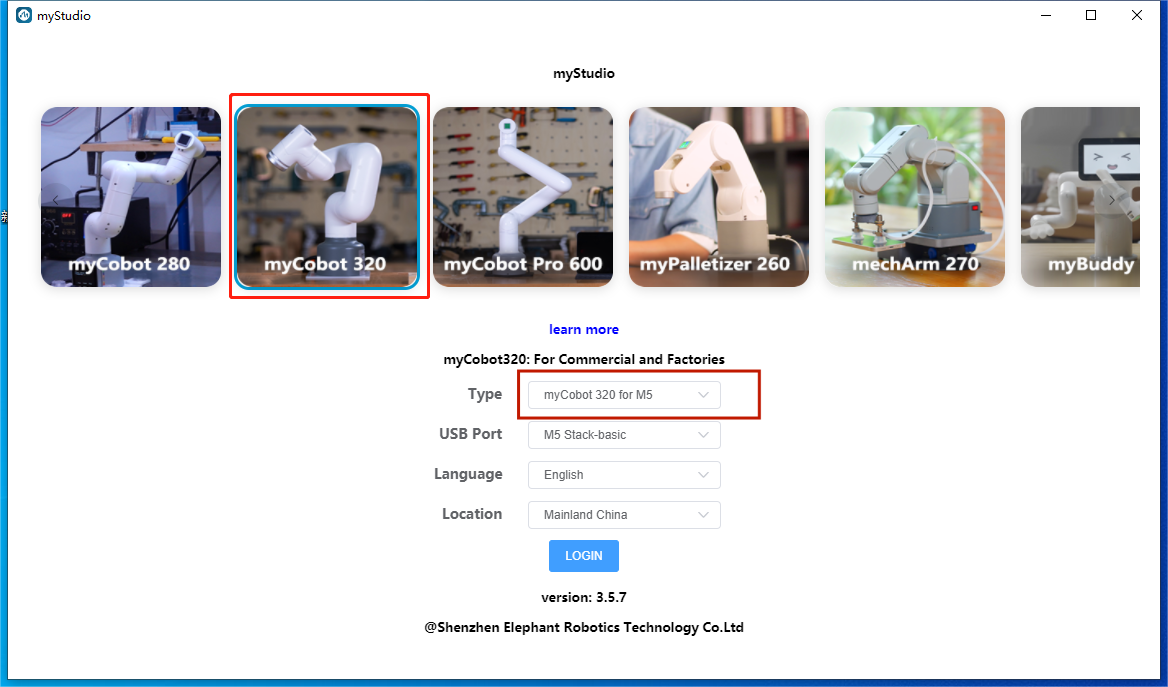 myStudio
myStudio
myCobot 280
myCobot 320
myCobot Pro 600
myPalletizer 260
mechArm 270
myBuddy
learn more
myCobot320: For Commercial and Factories
Type myCobot 320 for M5
USB Port M5 Stack-basic
Language English
Location Mainland China
LOGIN
version: 3.5.7
@Shenzhen Elephant Robotics Technology Co.Ltd